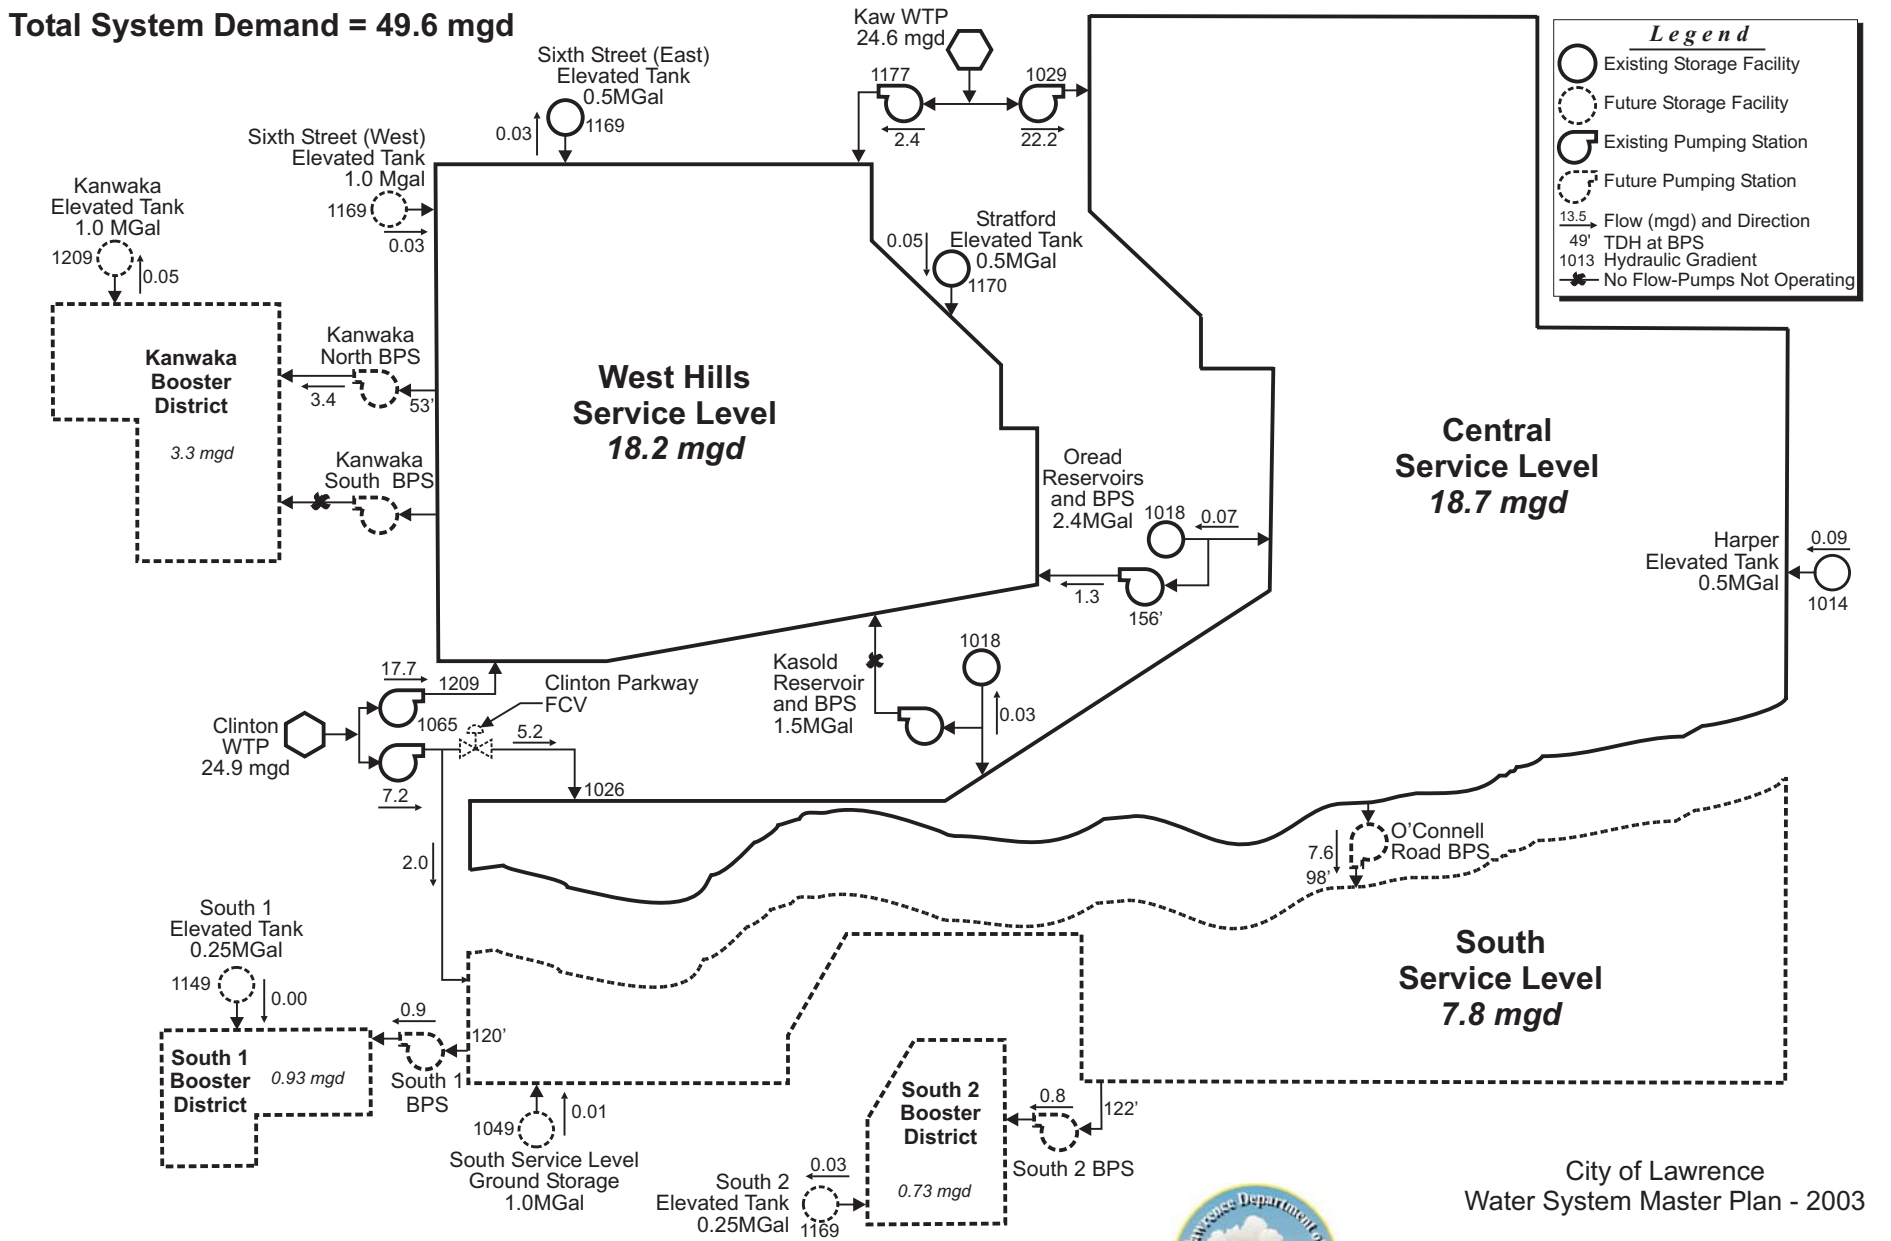 Total System Demand = 49.6 mgd
Kaw WTP
24.6 mgd
1177
1029
2.4
22.2
Legend
Existing Storage Facility
Future Storage Facility
Existing Pumping Station
Future Pumping Station
13.5 Flow (mgd) and Direction
49' TDH at BPS
1013 Hydraulic Gradient
No Flow-Pumps Not Operating
Sixth Street (East)
Elevated Tank
0.5MGal
0.03
1169
Sixth Street (West)
Elevated Tank
1.0 Mgal
1169
0.03
Kanwaka
Elevated Tank
1.0 MGal
1209
0.05
Stratford
Elevated Tank
0.5MGal
0.05
1170
Kanwaka
Booster
District
3.3 mgd
Kanwaka
North BPS
3.4
53'
Kanwaka
South BPS
West Hills
Service Level
18.2 mgd
Central
Service Level
18.7 mgd
Oread
Reservoirs
and BPS
2.4MGal
1018
0.07
1.3
156'
Harper
Elevated Tank
0.5MGal
0.09
1014
Kasold
Reservoir
and BPS
1.5MGal
1018
0.03
17.7
1209
Clinton Parkway
FCV
1065
5.2
Clinton
WTP
24.9 mgd
7.2
1026
2.0
O'Connell
Road BPS
7.6
98'
South
Service Level
7.8 mgd
South 1
Elevated Tank
0.25MGal
1149
0.00
0.9
120'
South 1
Booster
District
0.93 mgd
South 1
BPS
1049
0.01
South Service Level
Ground Storage
1.0MGal
South 2
Booster
District
0.73 mgd
0.8
122'
South 2 BPS
South 2
Elevated Tank
0.25MGal
0.03
1169
City of Lawrence
Water System Master Plan - 2003